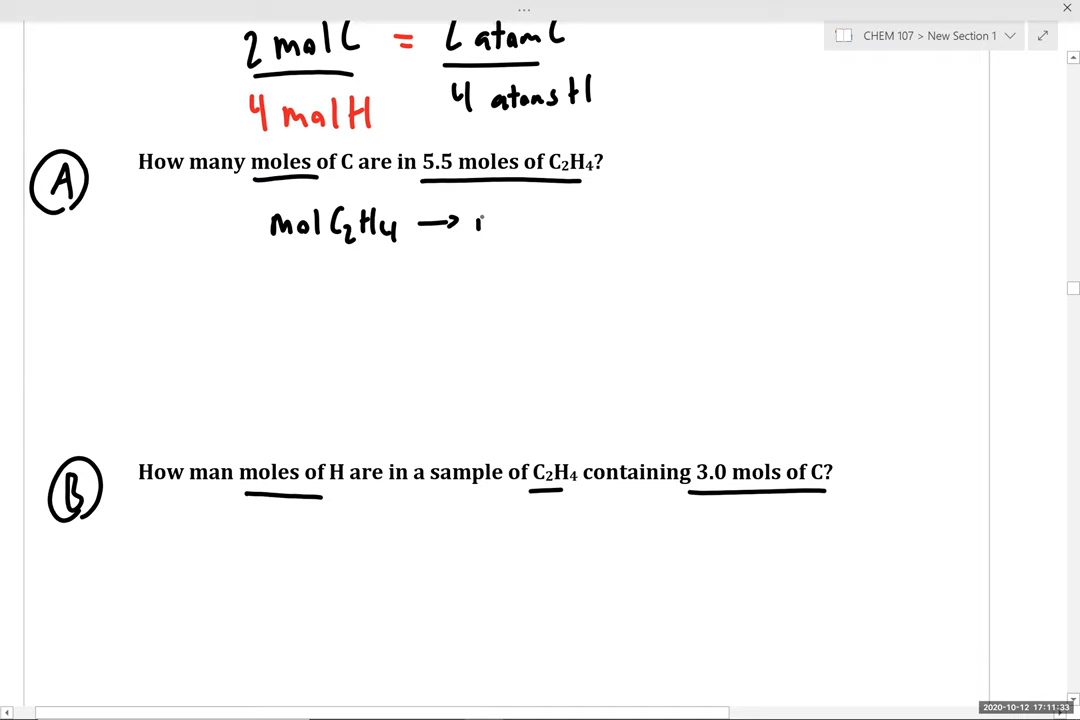 CHEM 107 > New Section 1
2 mol C = 2 atom C
4 mol H 4 atoms H
A How many moles of C are in 5.5 moles of C₂H₄?
mol C₂H₄ →
B How man moles of H are in a sample of C₂H₄ containing 3.0 mols of C?
2020-10-12 17:11:33